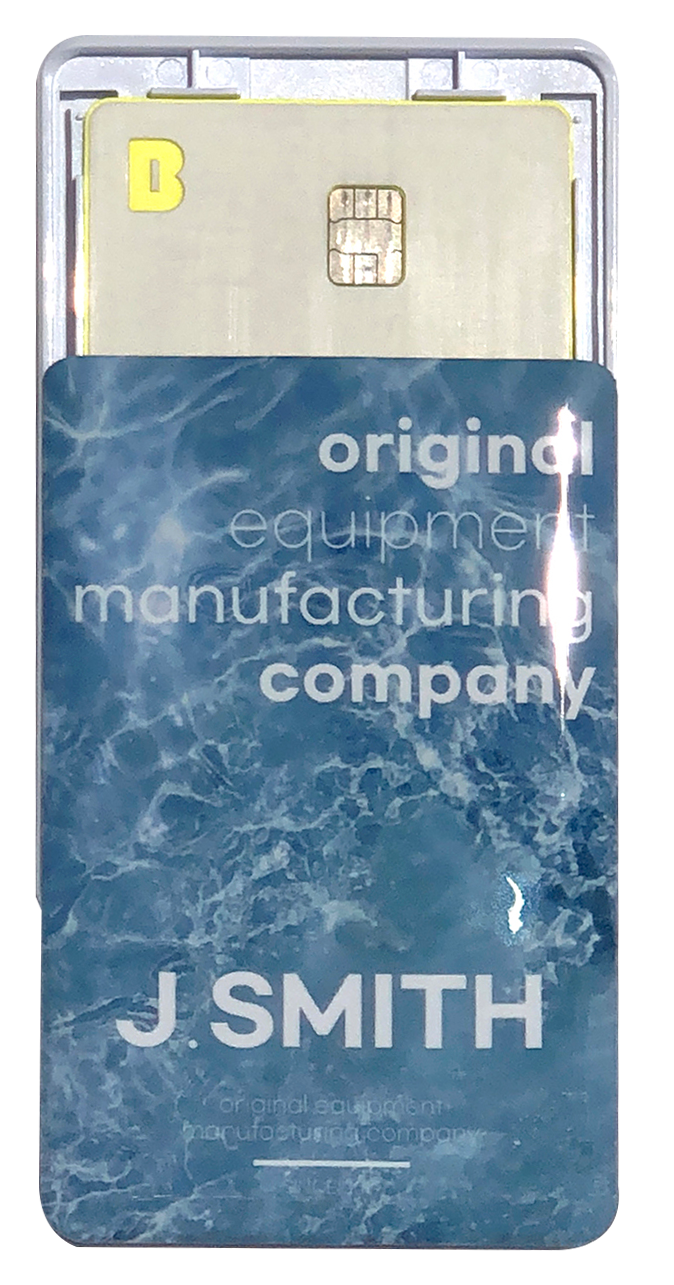 B
original
equipment
manufacturing
company
J.SMITH
original equipment
manufacturing company